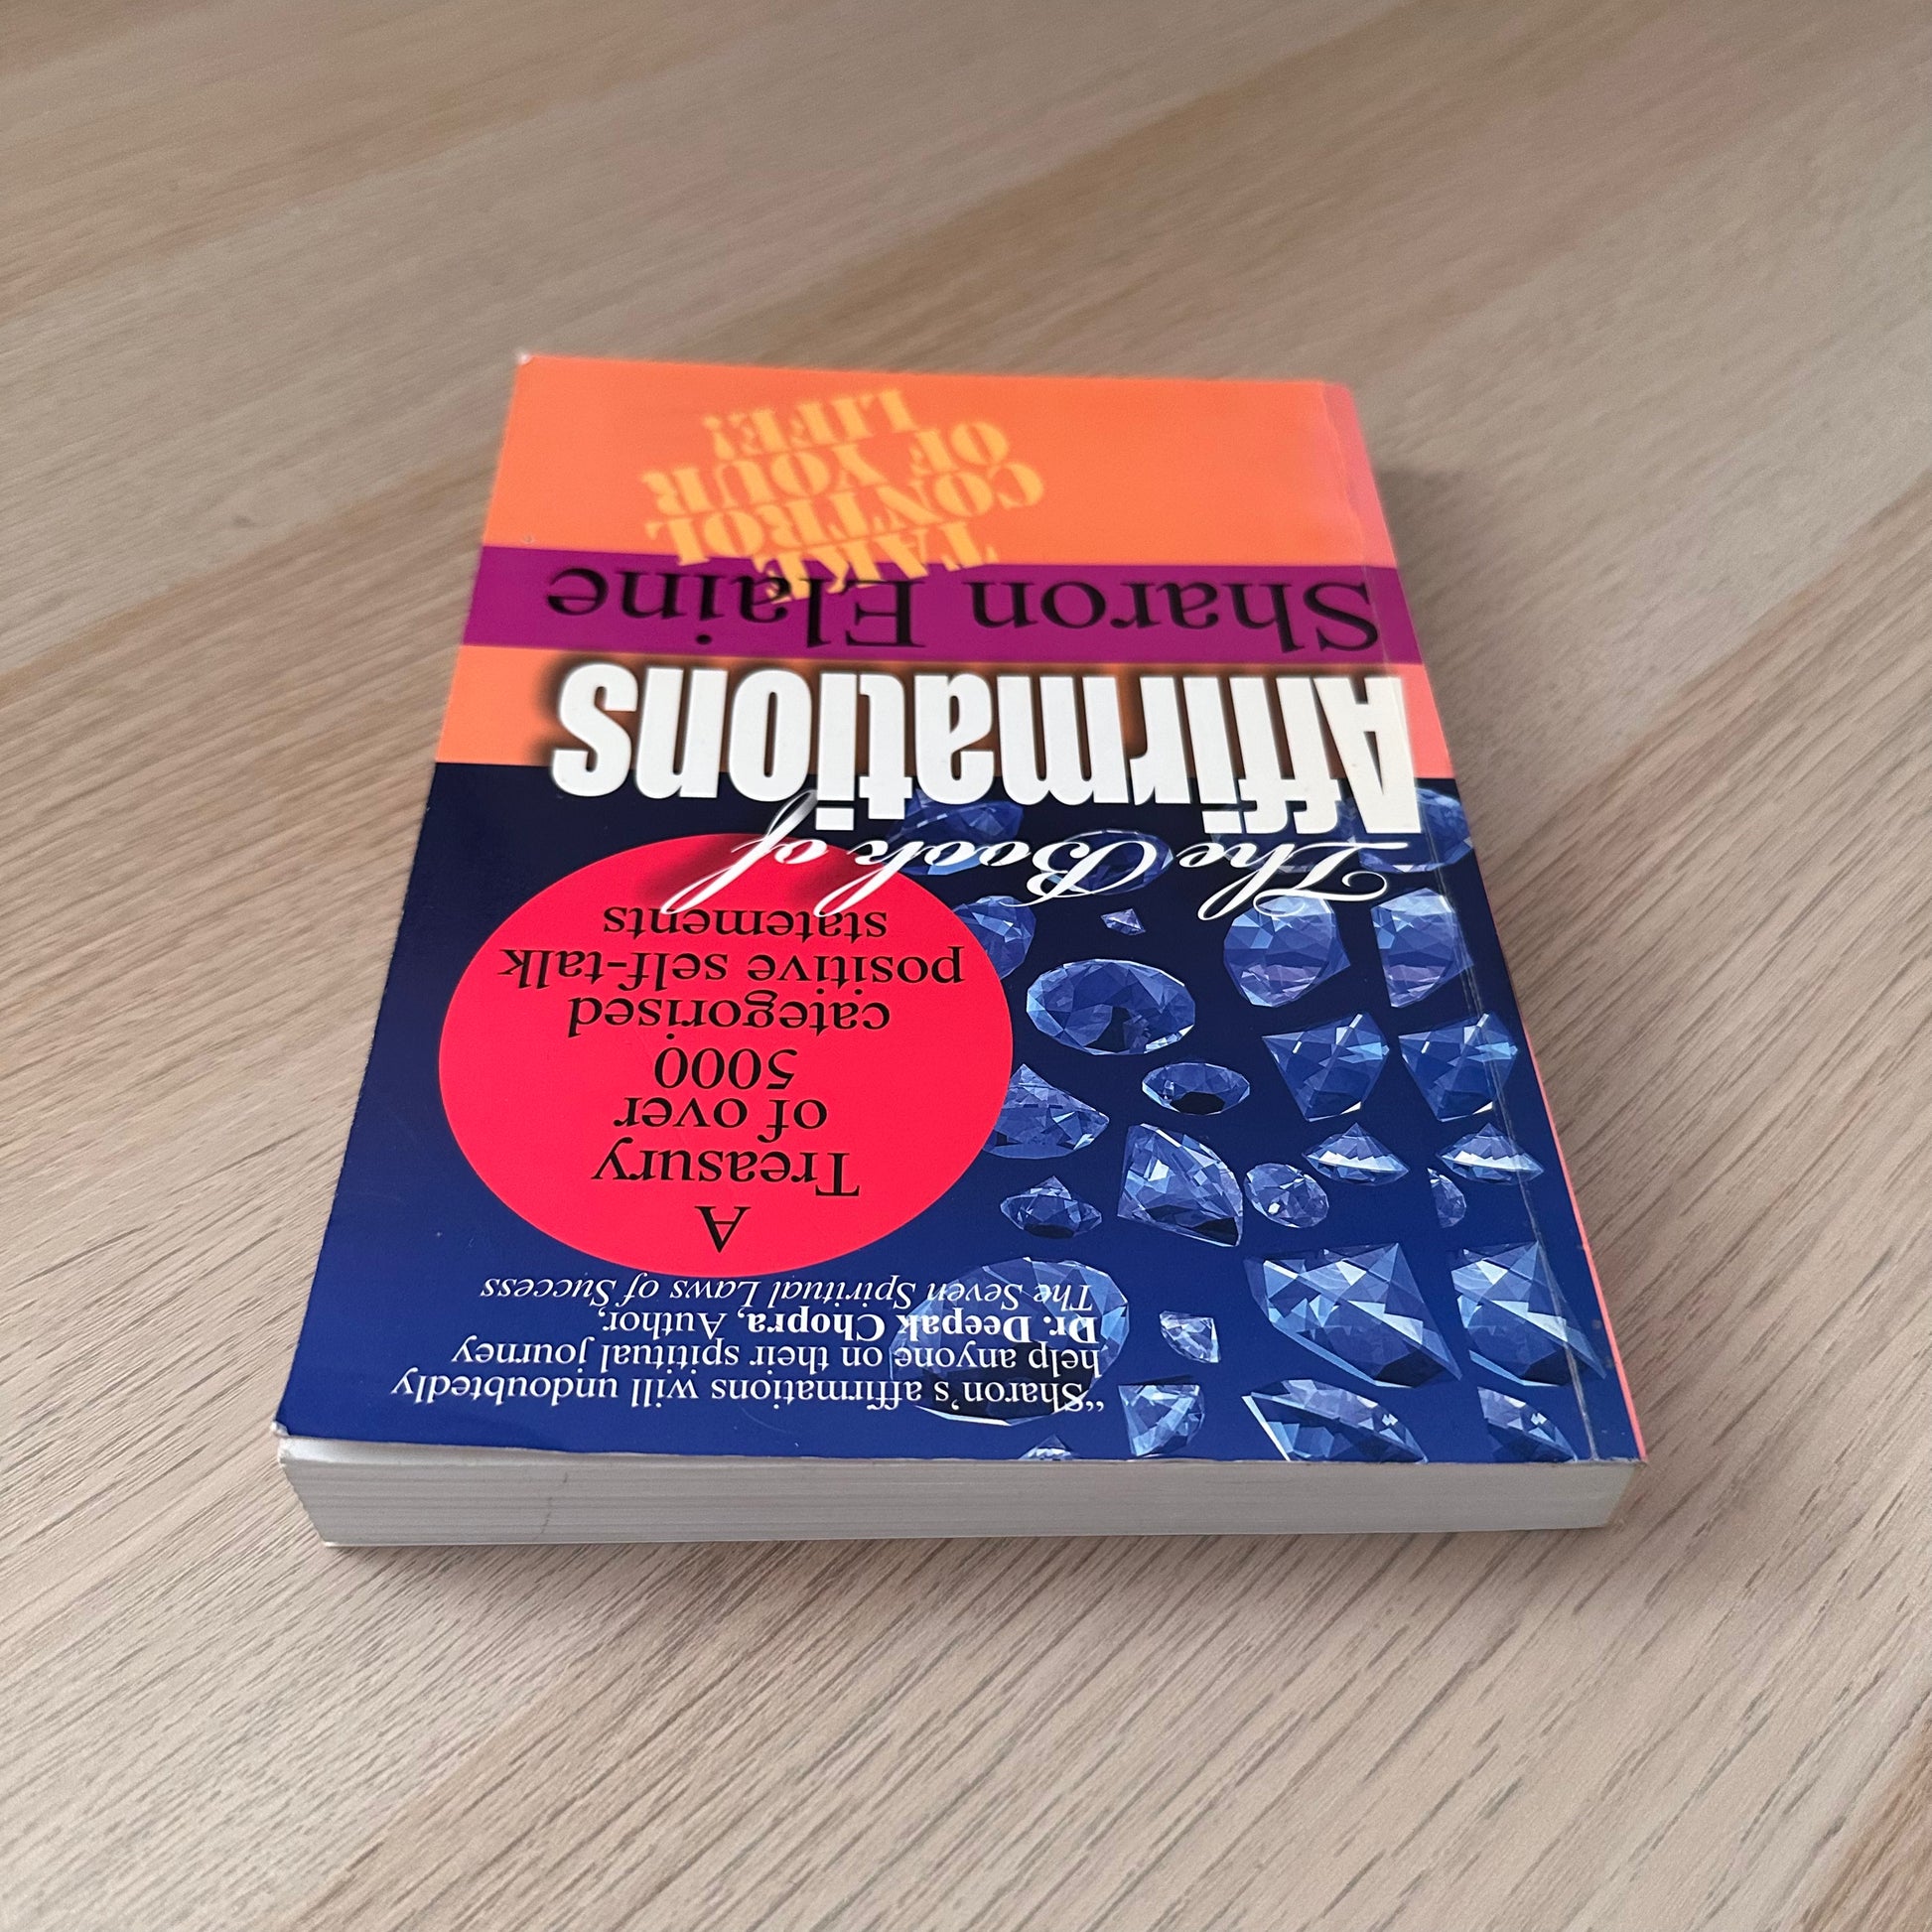 “Sharon's affirmations will undoubtedly
help anyone on their spiritual journey
Dr. Deepak Chopra, Author,
The Seven Spiritual Laws of Success
A
Treasury
of over
5000
categorised
positive self-talk
statements
The Book of
Affirmations
Sharon Elaine
TAKE
CONTROL
OF YOUR
LIFE!